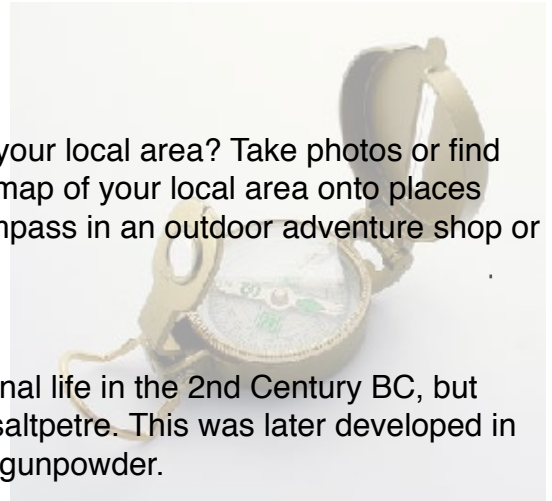 your local area? Take photos or find
map of your local area onto places
mpass in an outdoor adventure shop or
nal life in the 2nd Century BC, but
saltpetre. This was later developed in
gunpowder.